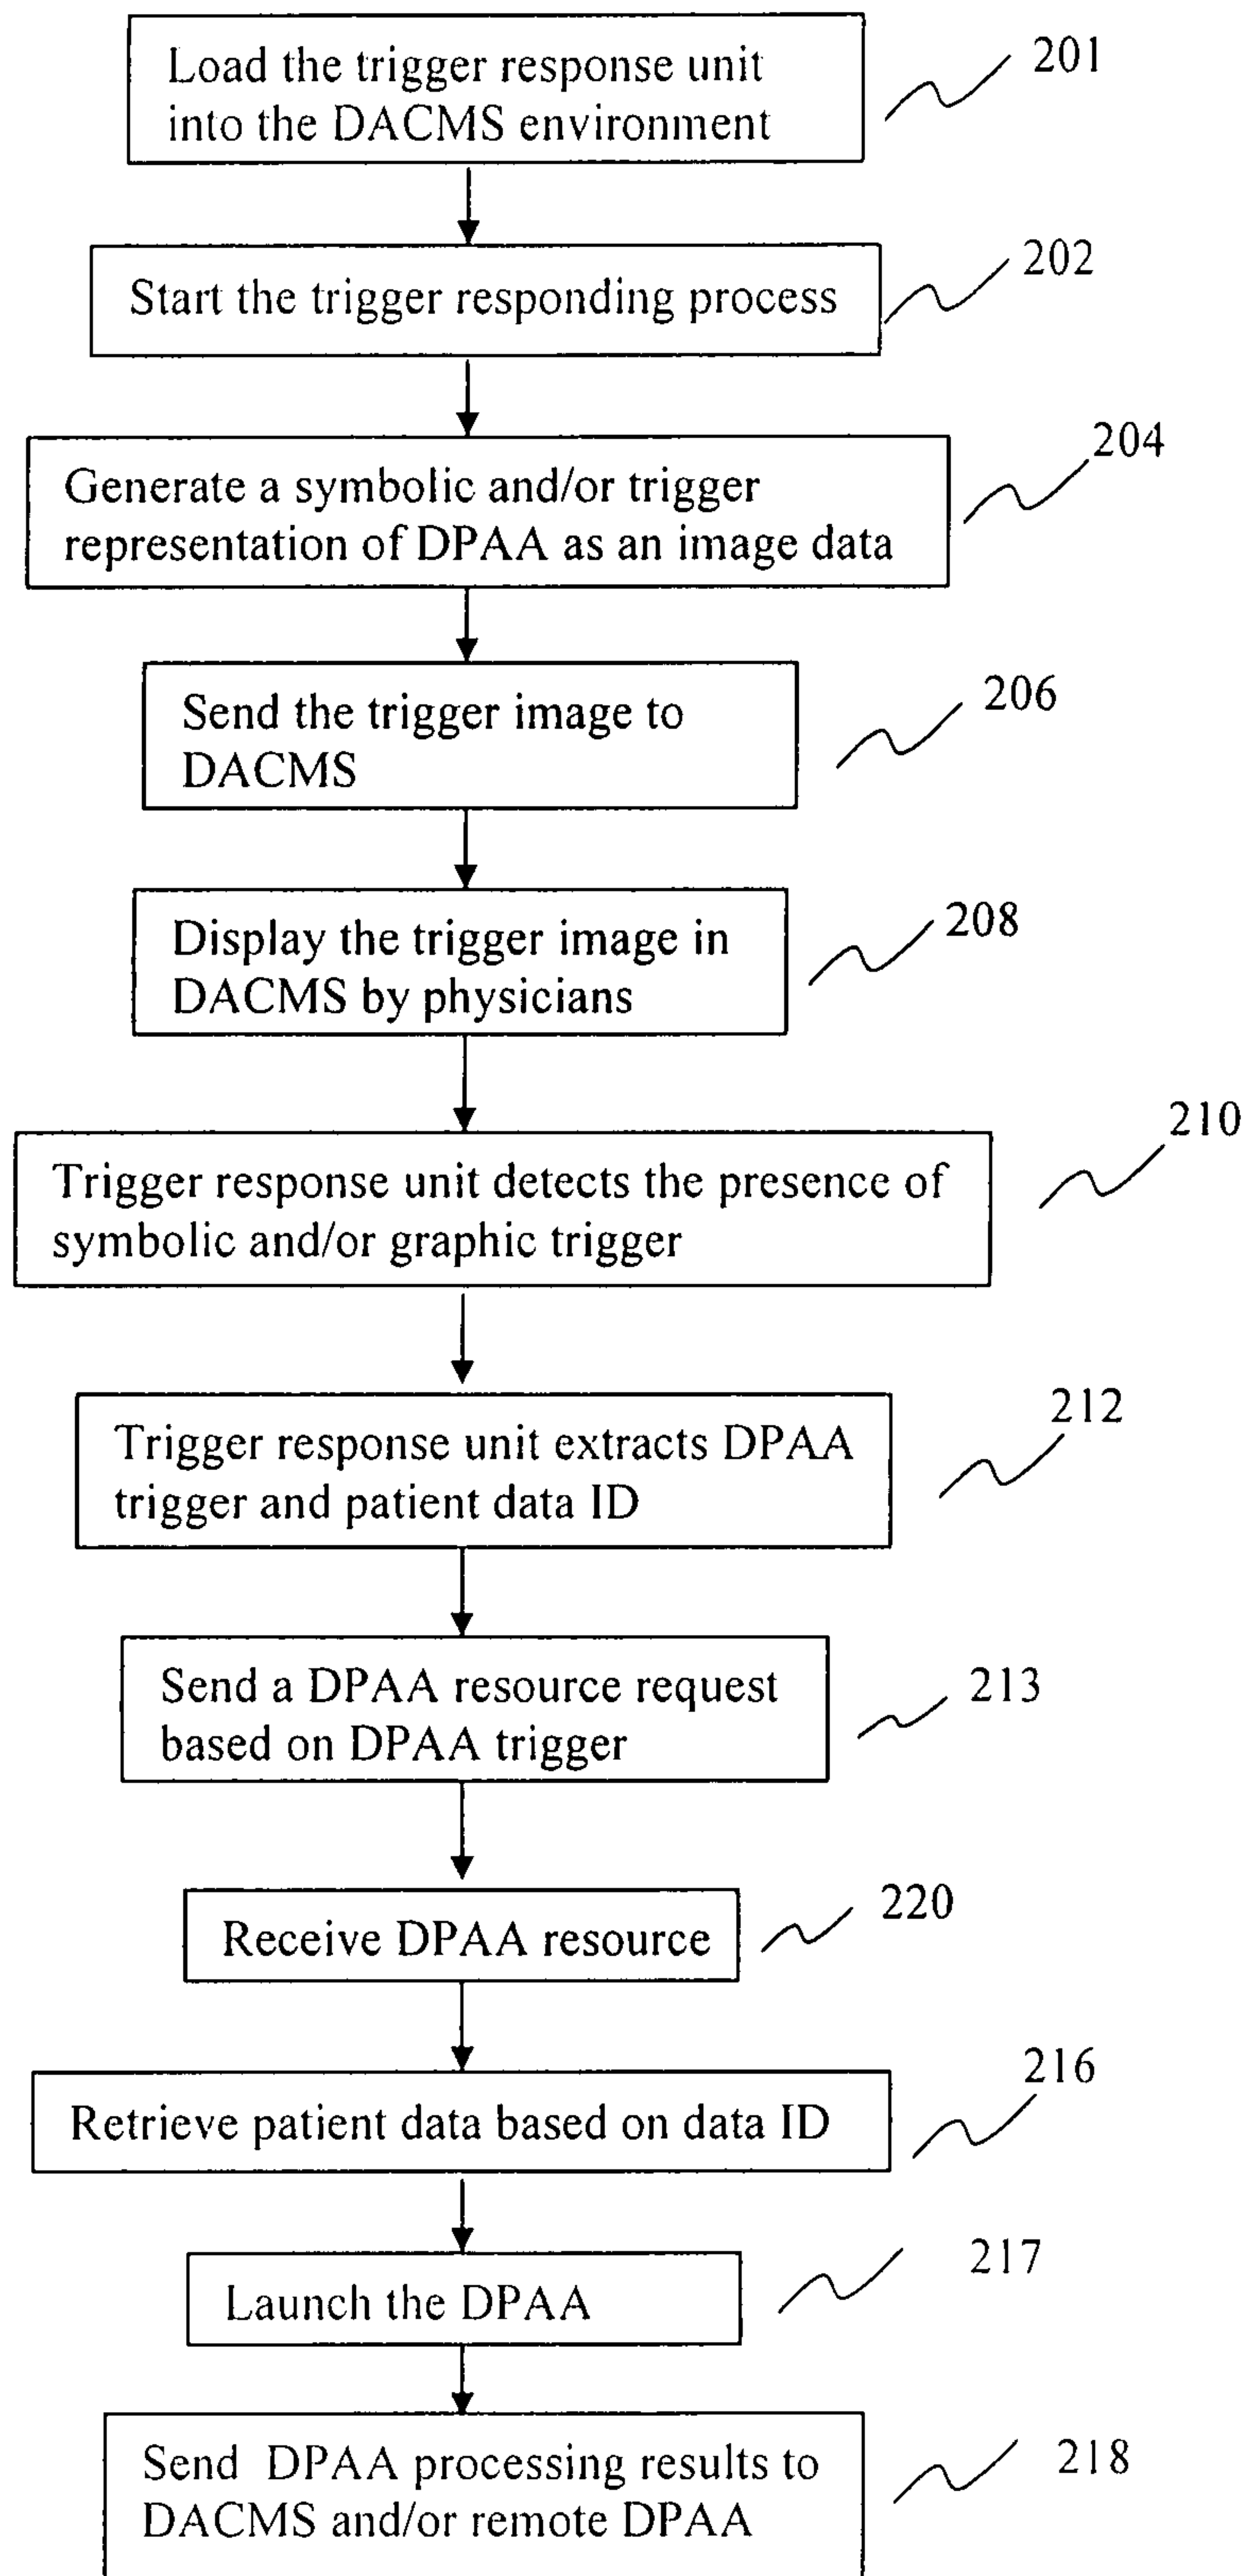 Load the trigger response unit
into the DACMS environment
201
Start the trigger responding process
202
Generate a symbolic and/or trigger
representation of DPAA as an image data
204
Send the trigger image to
DACMS
206
Display the trigger image in
DACMS by physicians
208
Trigger response unit detects the presence of
symbolic and/or graphic trigger
210
Trigger response unit extracts DPAA
trigger and patient data ID
212
Send a DPAA resource request
based on DPAA trigger
213
Receive DPAA resource
220
Retrieve patient data based on data ID
216
Launch the DPAA
217
Send DPAA processing results to
DACMS and/or remote DPAA
218